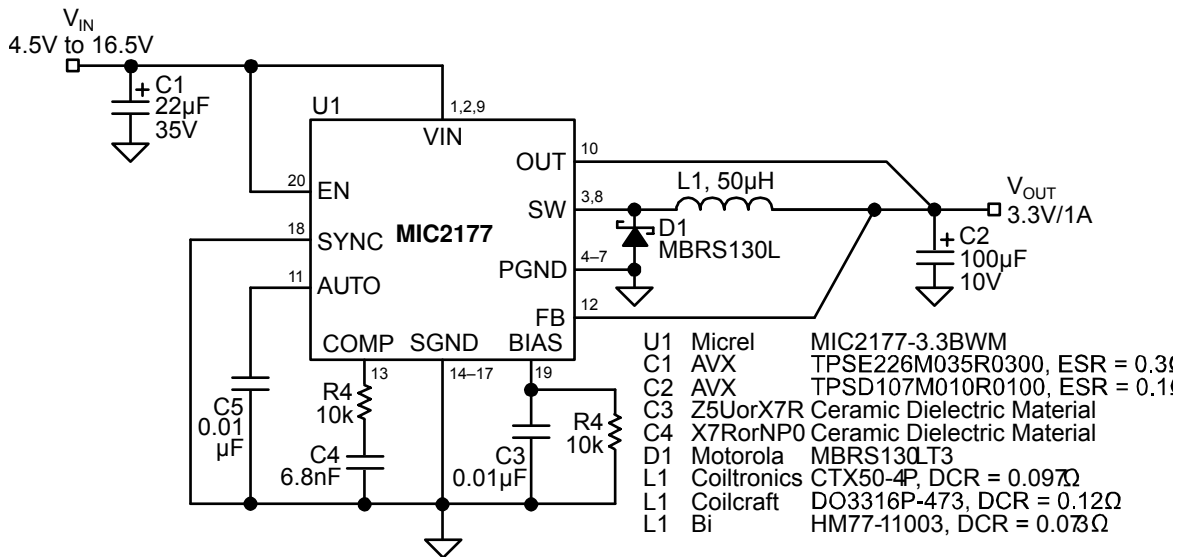 VIN
4.5V to 16.5V
+ C1
22µF
35V
U1
1,2,9
VIN
OUT
10
20
EN
L1, 50µH
SW
3,8
VOUT
3.3V/1A
18
SYNC
MIC2177
D1
MBRS130L
+ C2
100µF
10V
11
AUTO
PGND
4–7
FB
12
COMP
SGND
BIAS
13
14–17
19
R4
10k
C5
0.01
µF
C4
6.8nF
C3
0.01µF
R4
10k
U1 Micrel MIC2177-3.3BWM
C1 AVX TPSE226M035R0300, ESR = 0.3Ω
C2 AVX TPSD107M010R0100, ESR = 0.1
C3 Z5UorX7R Ceramic Dielectric Material
C4 X7RorNP0 Ceramic Dielectric Material
D1 Motorola MBRS130LT3
L1 Coiltronics CTX50-4P, DCR = 0.097Ω
L1 Coilcraft DO3316P-473, DCR = 0.12Ω
L1 Bi HM77-11003, DCR = 0.073Ω